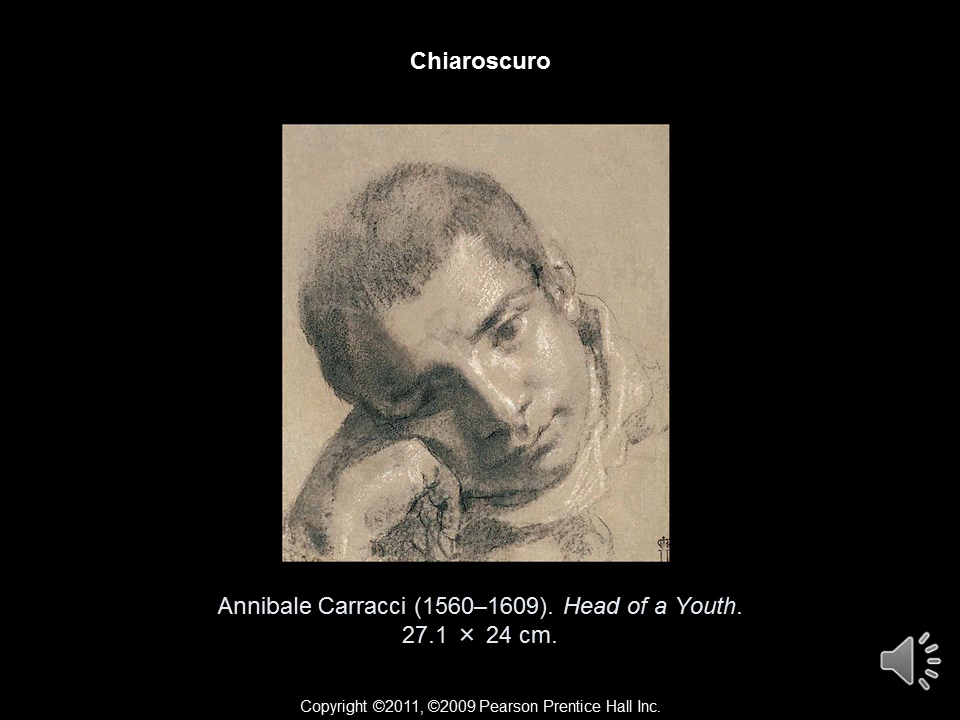 Chiaroscuro
Annibale Carracci (1560–1609). Head of a Youth.
27.1 × 24 cm.
Copyright ©2011, ©2009 Pearson Prentice Hall Inc.